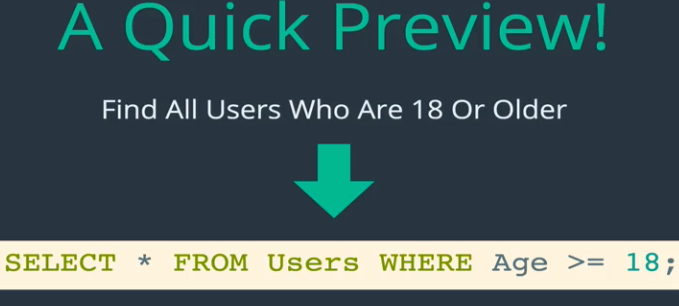 A Quick Preview!
Find All Users Who Are 18 Or Older
SELECT * FROM Users WHERE Age >= 18;